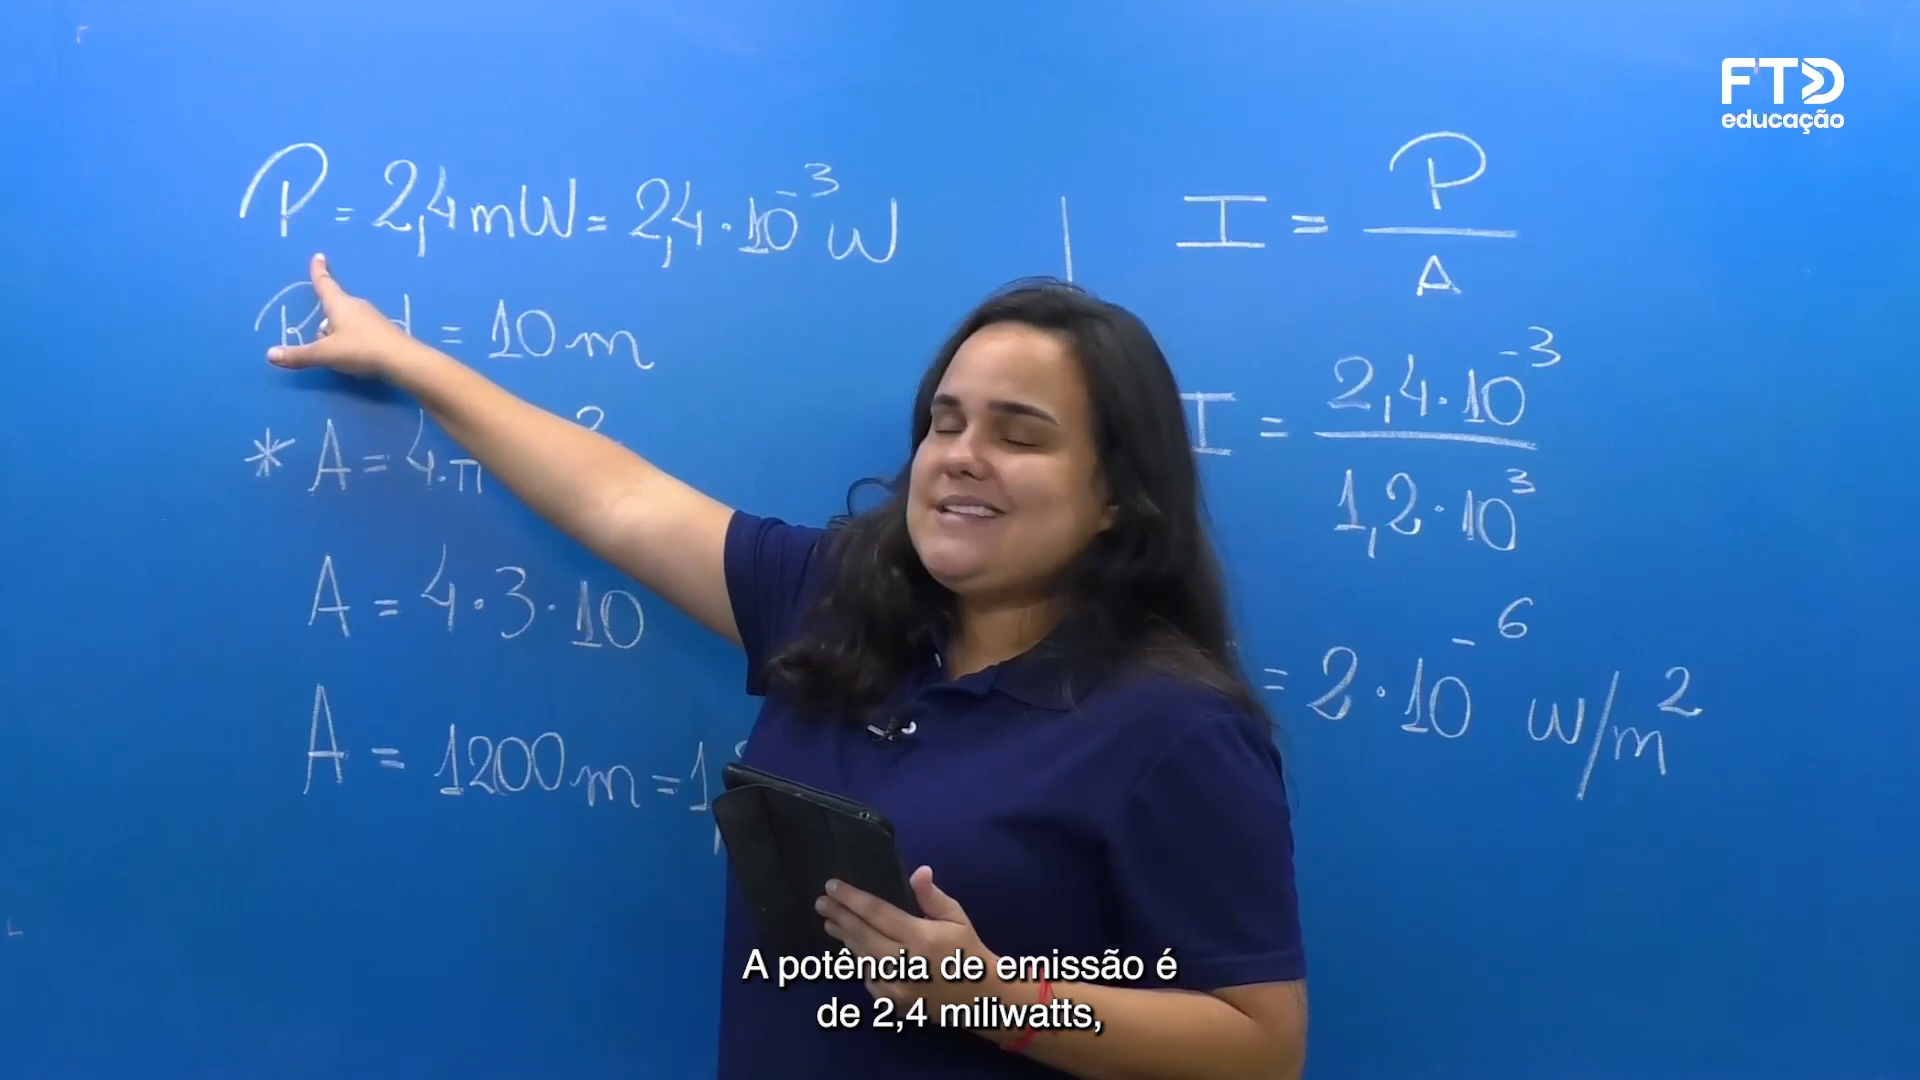 FTD
educação
P = 2,4 mW = 2,4 · 10⁻³ W
= 10 m
* A = 4 . π ²
A = 4 · 3 · 10
A = 1200 m = 1,
I = P / A
I = 2,4 · 10⁻³ / 1,2 · 10³
= 2 · 10⁻⁶ W/m²
A potência de emissão é
de 2,4 miliwatts,